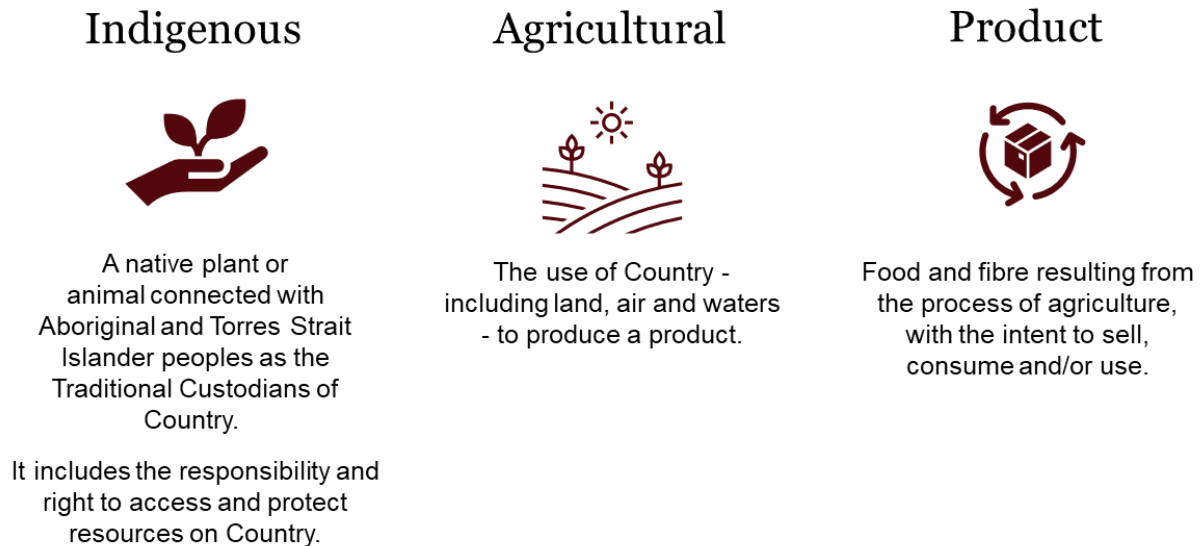 Indigenous
A native plant or
animal connected with
Aboriginal and Torres Strait
Islander peoples as the
Traditional Custodians of
Country.
It includes the responsibility and
right to access and protect
resources on Country.
Agricultural
The use of Country -
including land, air and waters
- to produce a product.
Product
Food and fibre resulting from
the process of agriculture,
with the intent to sell,
consume and/or use.